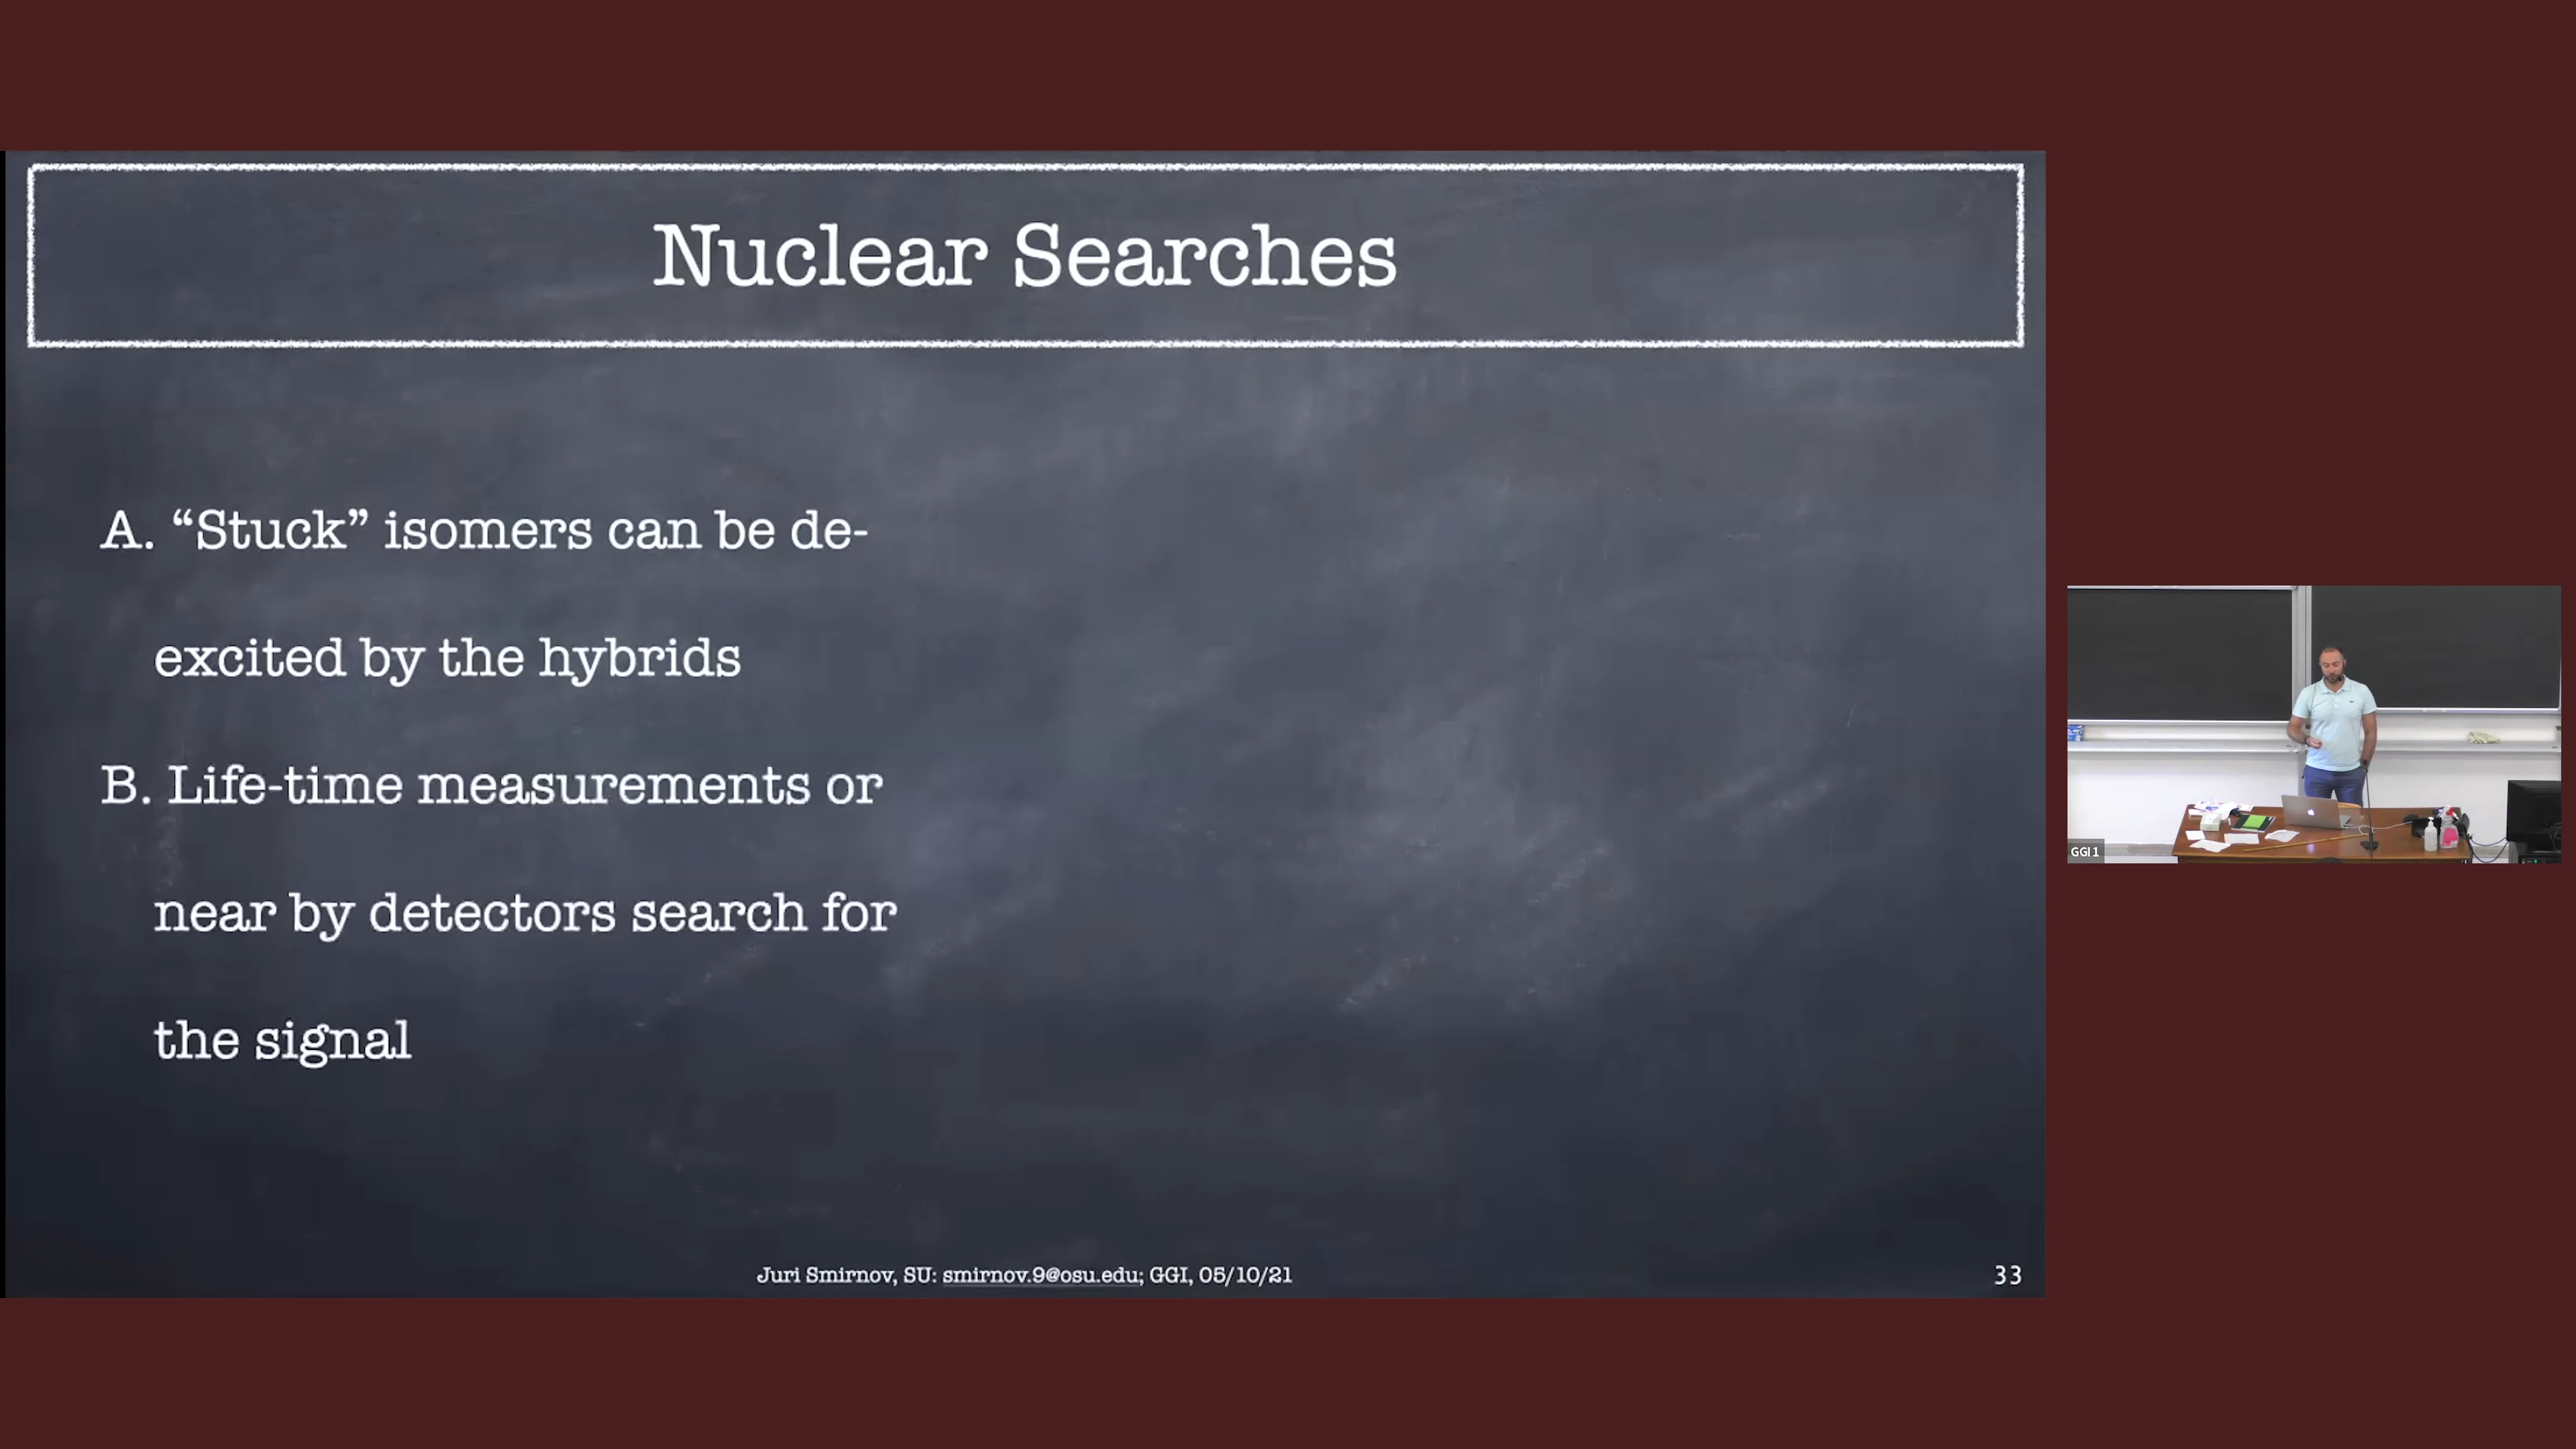 Nuclear Searches
A. “Stuck” isomers can be de-
excited by the hybrids
B. Life-time measurements or
near by detectors search for
the signal
Juri Smirnov, SU: smirnov.9@osu.edu; GGI, 05/10/21
33
GGI 1